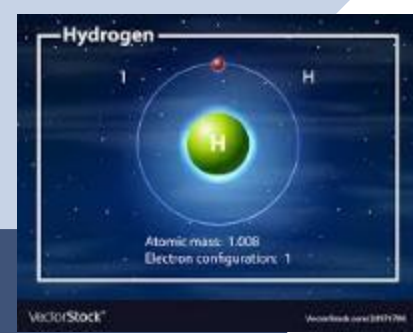 Hydrogen
1 H
H
Atomic mass: 1.008
Electron configuration: 1
VectorStock®